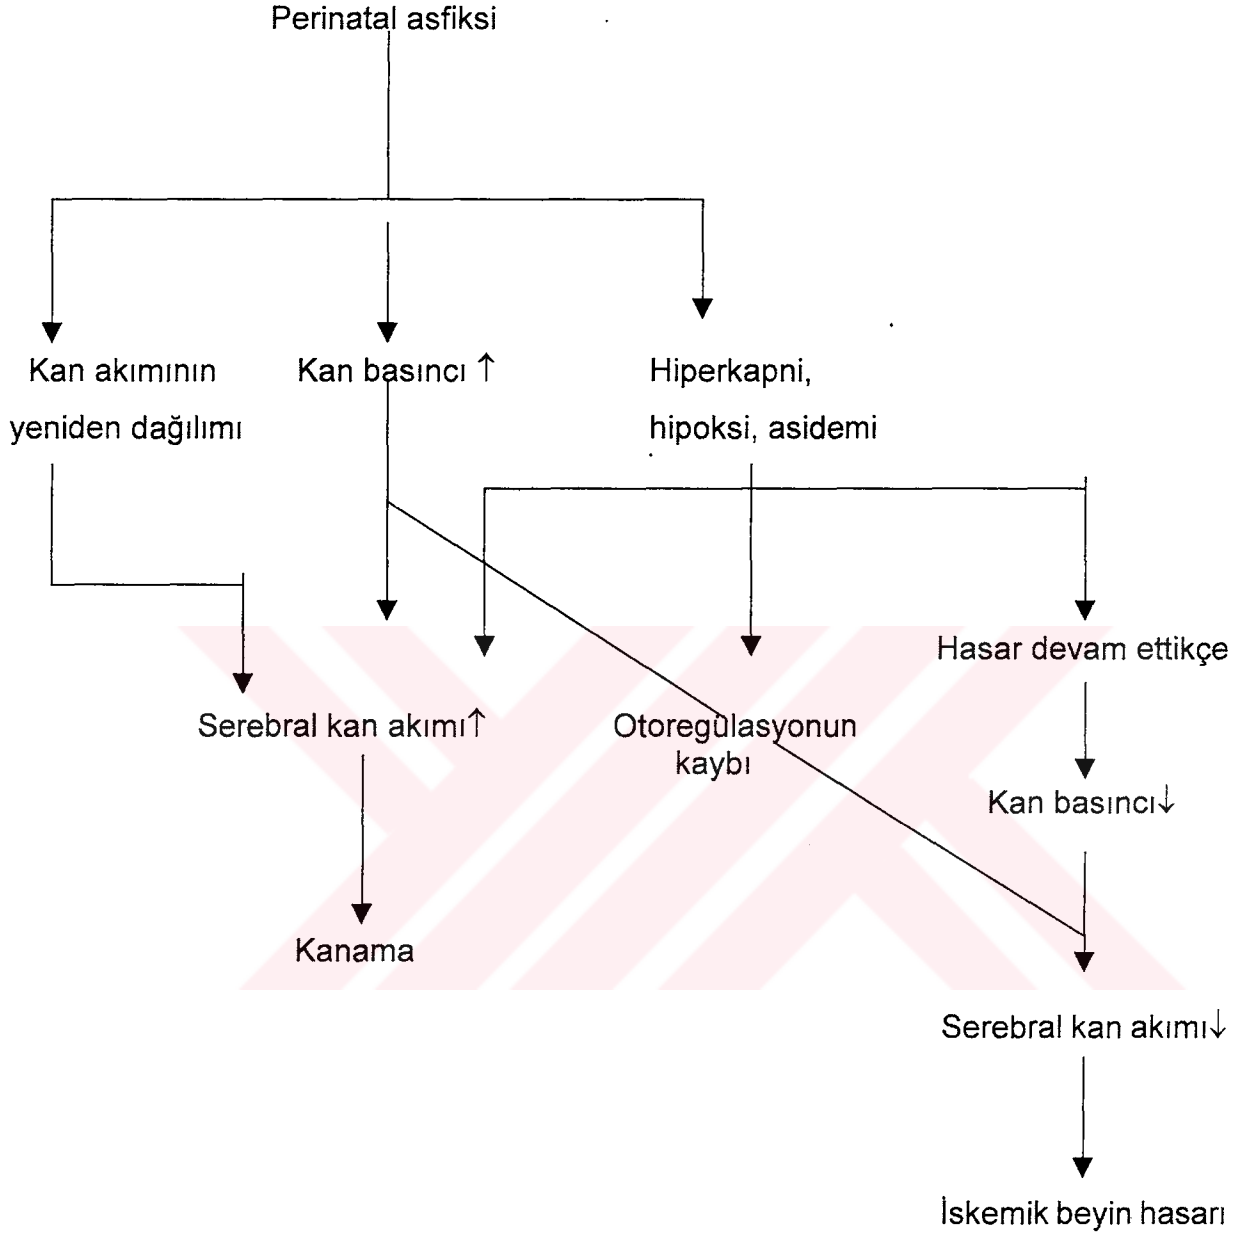 Perinatal asfiksi
Kan akımının
yeniden dağılımı
Kan basıncı ↑
Hiperkapni,
hipoksi, asidemi
Hasar devam ettikçe
Serebral kan akımı↑
Otoregülasyonun
kaybı
Kan basıncı↓
Kanama
Serebral kan akımı↓
İskemik beyin hasarı